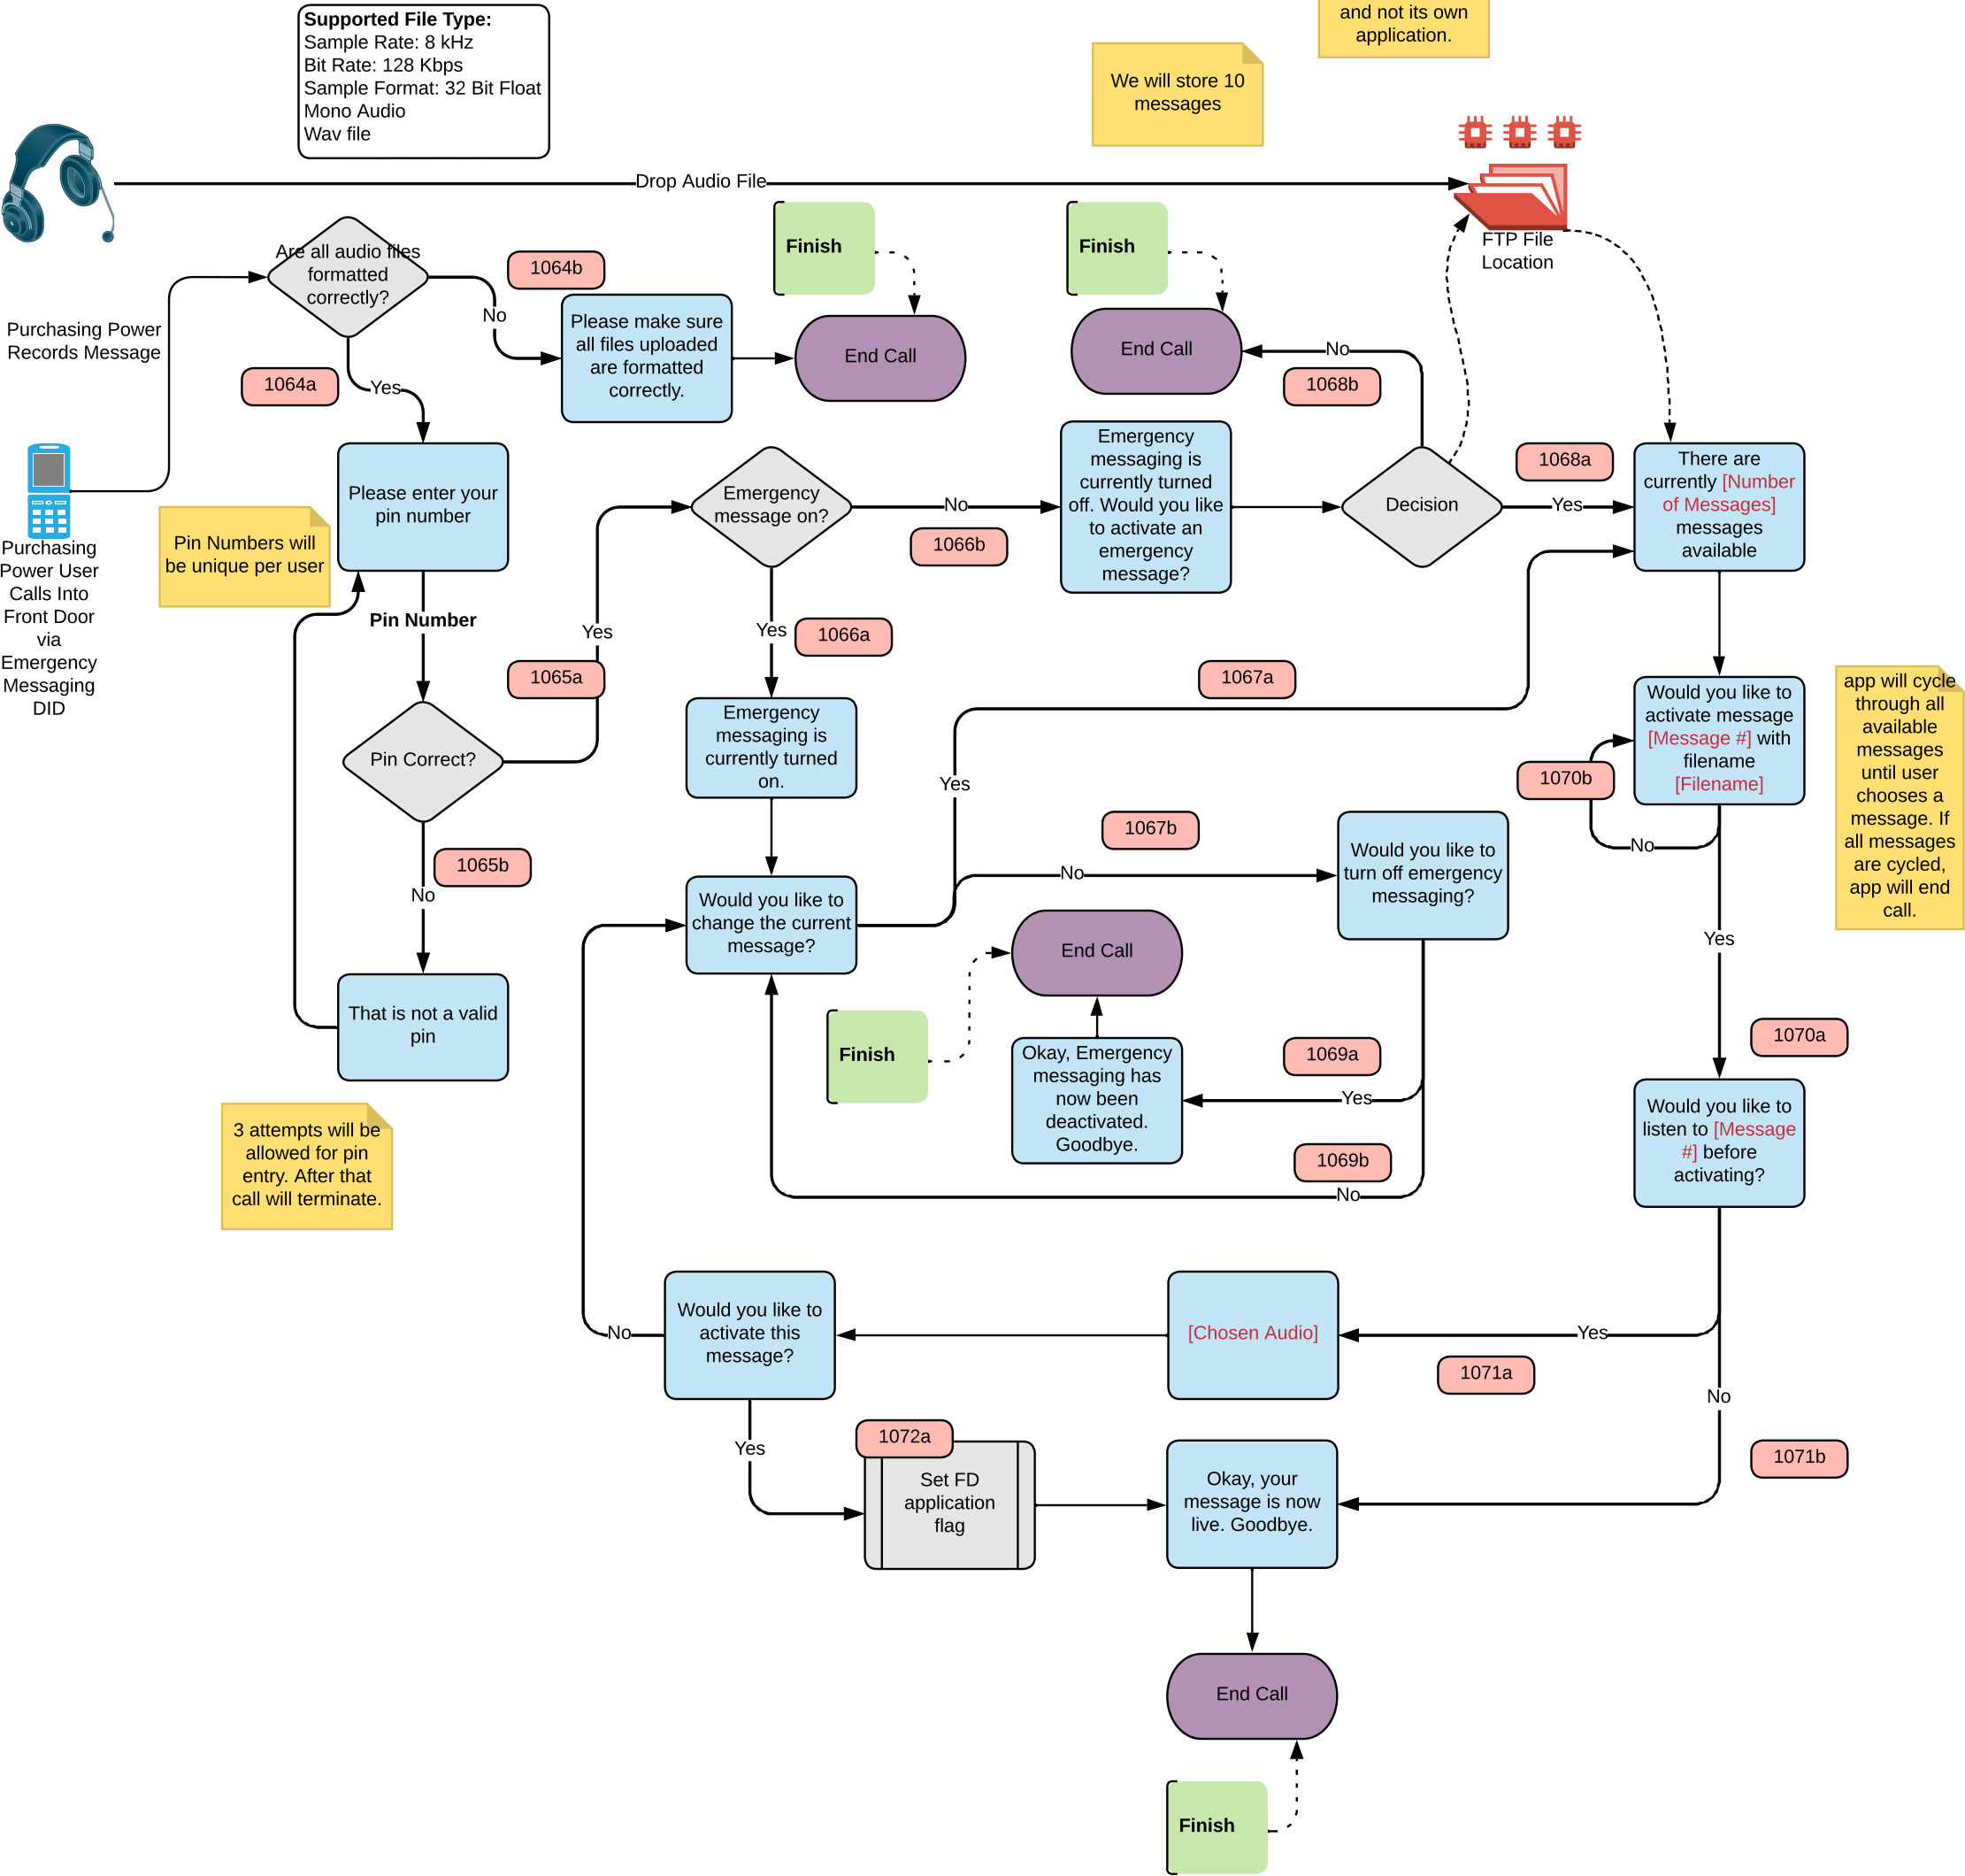 Supported File Type:
Sample Rate: 8 kHz
Bit Rate: 128 Kbps
Sample Format: 32 Bit Float
Mono Audio
Wav file
and not its own
application.
We will store 10
messages
Drop Audio File
FTP File
Location
Are all audio files
formatted
correctly?
1064b
No
Please make sure
all files uploaded
are formatted
correctly.
Finish
End Call
Finish
End Call
No
1068b
Purchasing Power
Records Message
1064a
Yes
Purchasing
Power User
Calls Into
Front Door
via
Emergency
Messaging
DID
Please enter your
pin number
Pin Numbers will
be unique per user
Pin Number
Pin Correct?
1065a
Yes
1065b
No
That is not a valid
pin
3 attempts will be
allowed for pin
entry. After that
call will terminate.
Emergency
message on?
No
1066b
Yes
1066a
Emergency
messaging is
currently turned
off. Would you like
to activate an
emergency
message?
Decision
1068a
Yes
There are
currently [Number
of Messages]
messages
available
Emergency
messaging is
currently turned
on.
Would you like to
change the current
message?
1067a
Yes
1067b
No
Would you like to
turn off emergency
messaging?
Would you like to
activate message
[Message #] with
filename
[Filename]
1070b
No
app will cycle
through all
available
messages
until user
chooses a
message. If
all messages
are cycled,
app will end
call.
Yes
1070a
End Call
Finish
Okay, Emergency
messaging has
now been
deactivated.
Goodbye.
1069a
Yes
1069b
No
Would you like to
listen to [Message
#] before
activating?
Yes
1071a
No
1071b
[Chosen Audio]
Would you like to
activate this
message?
No
Yes
1072a
Set FD
application
flag
Okay, your
message is now
live. Goodbye.
End Call
Finish